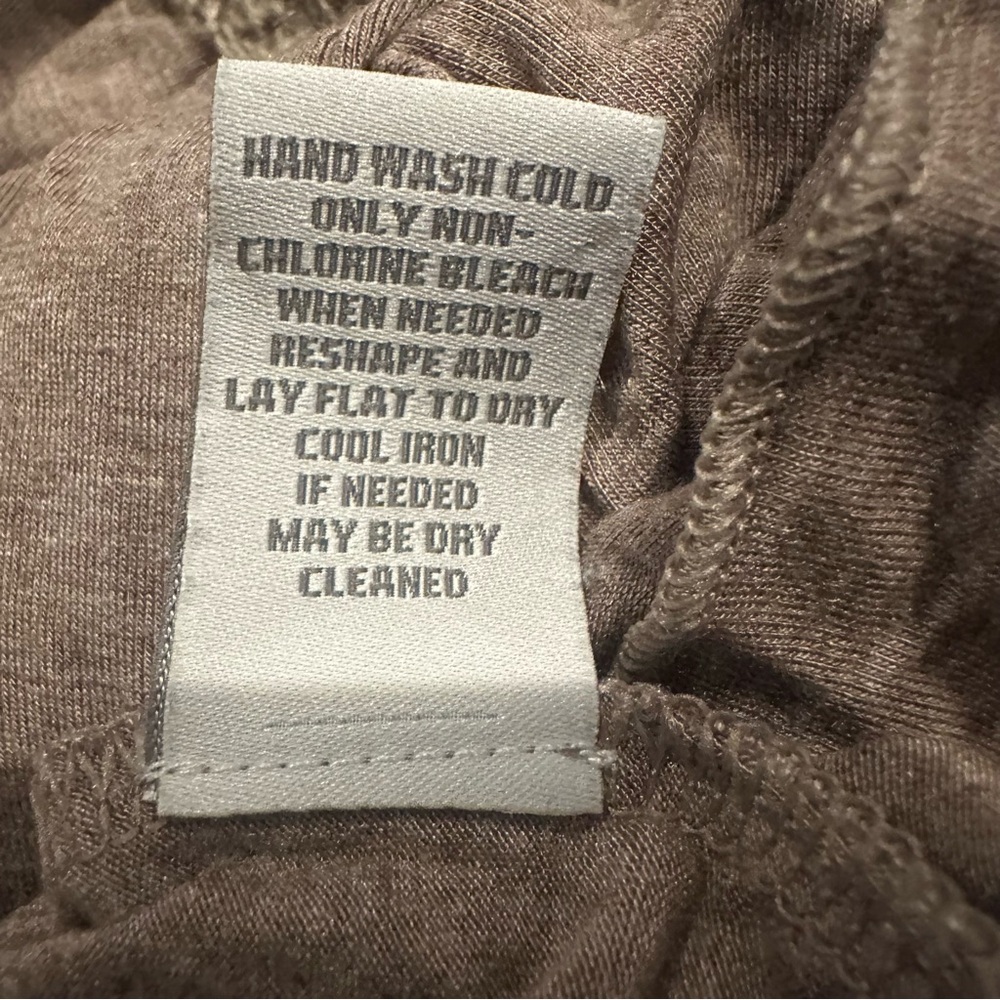 HAND WASH COLD
ONLY NON-
CHLORINE BLEACH
WHEN NEEDED
RESHAPE AND
LAY FLAT TO DRY
COOL IRON
IF NEEDED
MAY BE DRY
CLEANED